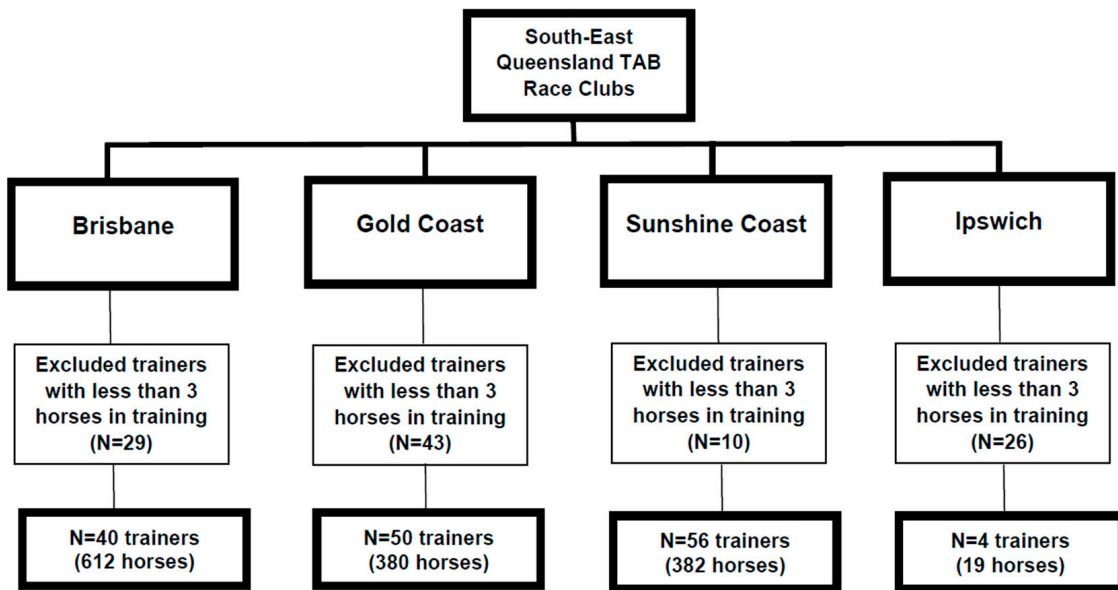 South-East
Queensland TAB
Race Clubs
Brisbane
Gold Coast
Sunshine Coast
Ipswich
Excluded trainers
with less than 3
horses in training
(N=29)
Excluded trainers
with less than 3
horses in training
(N=43)
Excluded trainers
with less than 3
horses in training
(N=10)
Excluded trainers
with less than 3
horses in training
(N=26)
N=40 trainers
(612 horses)
N=50 trainers
(380 horses)
N=56 trainers
(382 horses)
N=4 trainers
(19 horses)